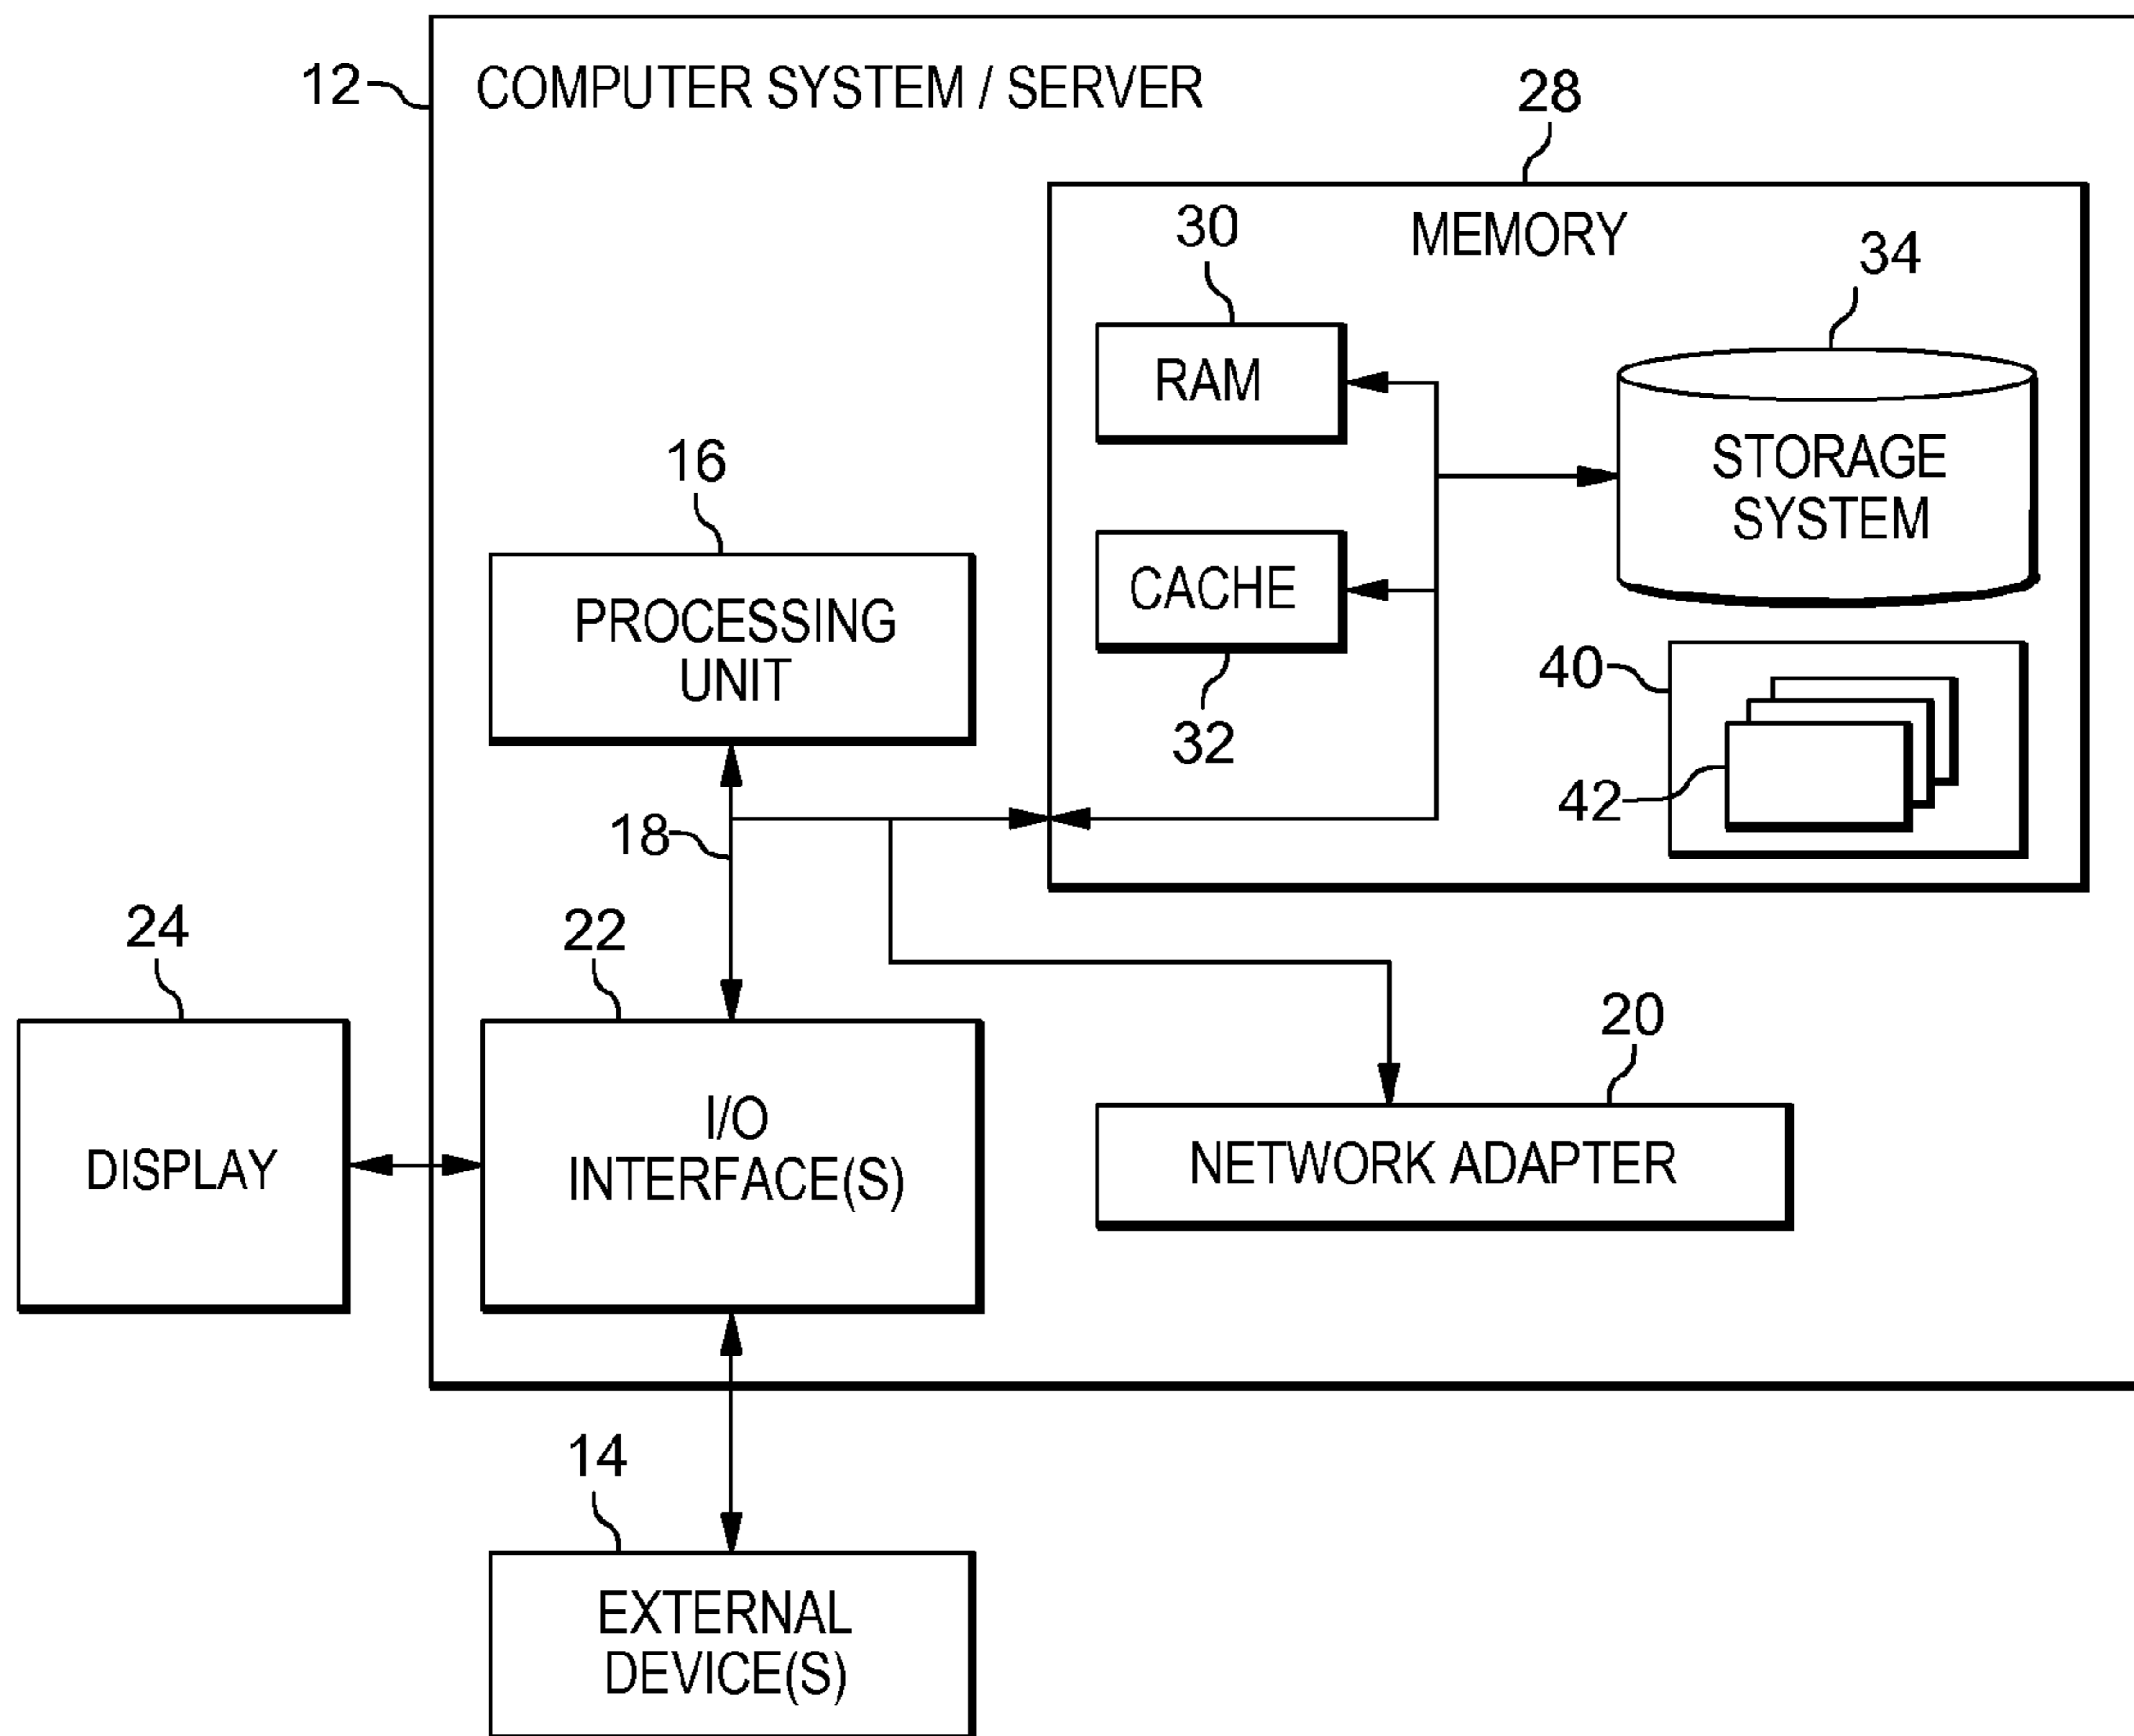 12
COMPUTER SYSTEM / SERVER
28
MEMORY
30
34
RAM
STORAGE
SYSTEM
16
CACHE
PROCESSING
UNIT
32
40
42
18
24
22
20
DISPLAY
I/O
INTERFACE(S)
NETWORK ADAPTER
14
EXTERNAL
DEVICE(S)